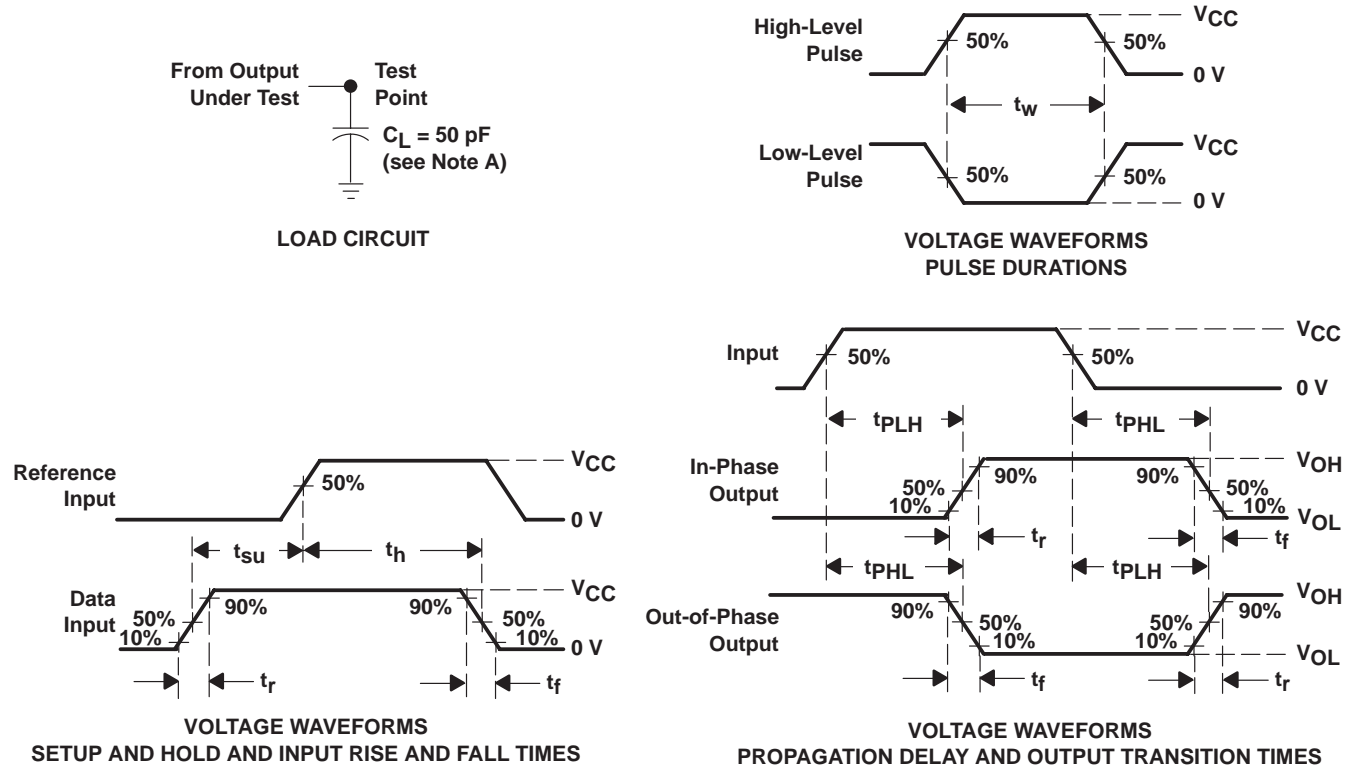 From Output
Under Test
Test
Point
CL = 50 pF
(see Note A)
LOAD CIRCUIT
High-Level
Pulse
50%
50%
VCC
0 V
tw
Low-Level
Pulse
50%
50%
VCC
0 V
VOLTAGE WAVEFORMS
PULSE DURATIONS
Reference
Input
50%
VCC
0 V
tsu
th
Data
Input
50%
10%
90%
90%
50%
10%
VCC
0 V
tr
tf
VOLTAGE WAVEFORMS
SETUP AND HOLD AND INPUT RISE AND FALL TIMES
Input
50%
50%
VCC
0 V
tPLH
tPHL
In-Phase
Output
50%
10%
90%
90%
50%
10%
VOH
VOL
tr
tf
tPHL
tPLH
Out-of-Phase
Output
90%
50%
10%
50%
10%
90%
VOH
VOL
tf
tr
VOLTAGE WAVEFORMS
PROPAGATION DELAY AND OUTPUT TRANSITION TIMES